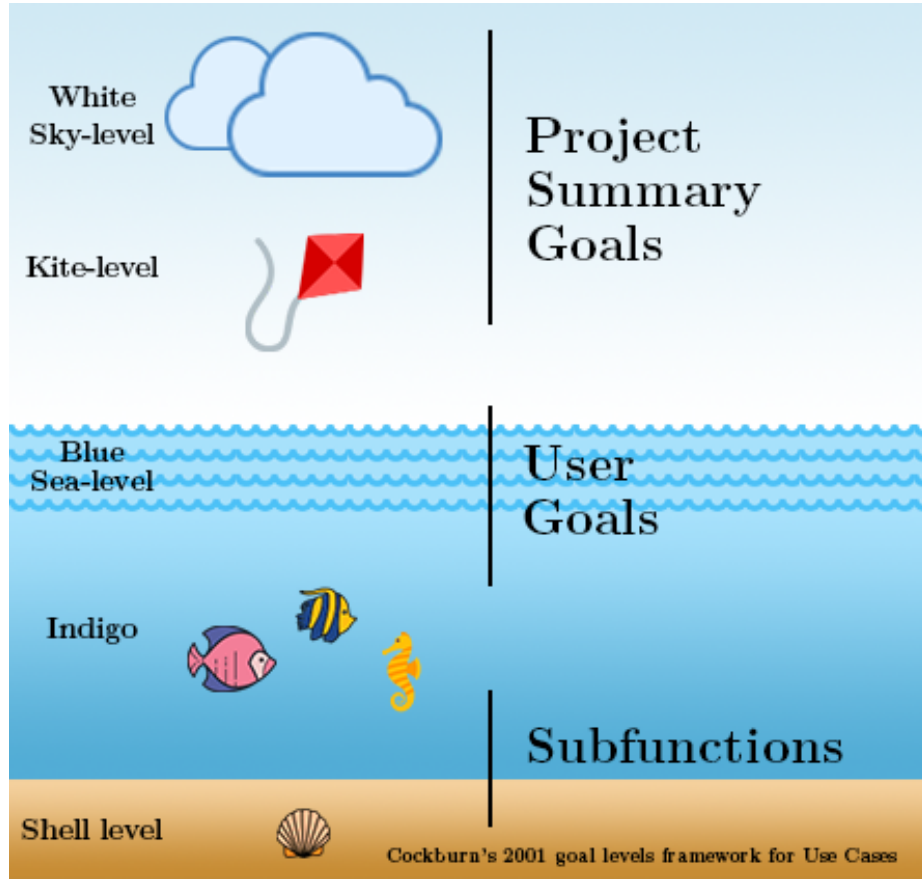 White
Sky-level
Project
Summary
Goals
Kite-level
Blue
Sea-level
User
Goals
Indigo
Subfunctions
Shell level
Cockburn's 2001 goal levels framework for Use Cases